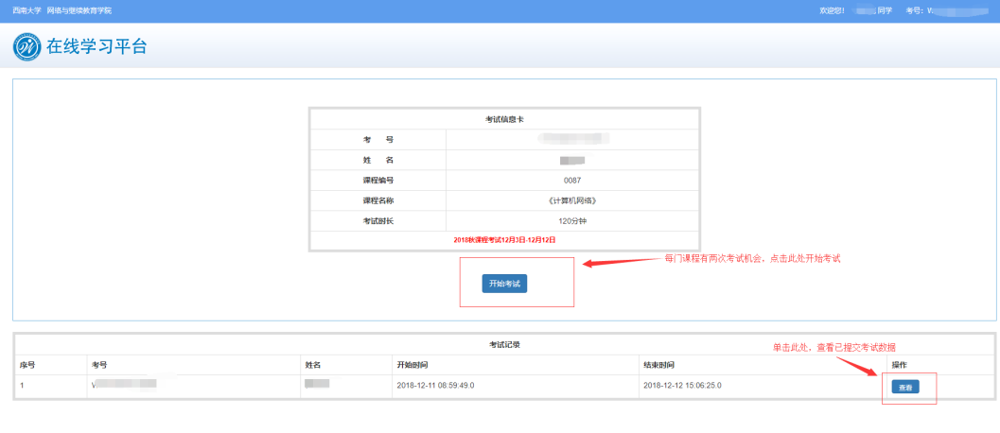 西南大学 网络与继续教育学院
欢迎您! 同学 考号: W
在线学习平台
考试信息卡
考 号
姓 名
课程编号 0087
课程名称 《计算机网络》
考试时长 120分钟
2018秋课程考试12月3日-12月12日
每门课程有两次考试机会，点击此处开始考试
开始考试
考试记录
单击此处，查看已提交考试数据
序号 考号 姓名 开始时间 结束时间 操作
1 V 2018-12-11 08:59:49.0 2018-12-12 15:06:25.0 查看